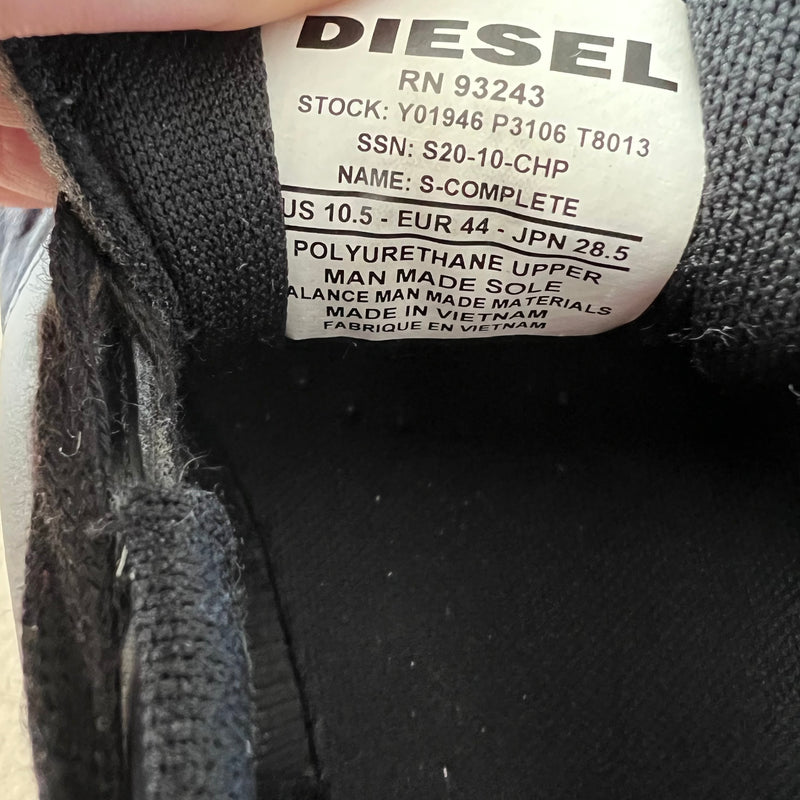 DIESEL
RN 93243
STOCK: Y01946 P3106 T8013
SSN: S20-10-CHP
NAME: S-COMPLETE
US 10.5 - EUR 44 - JPN 28.5
POLYURETHANE UPPER
MAN MADE SOLE
ALANCE MAN MADE MATERIALS
MADE IN VIETNAM
FABRIQUE EN VIETNAM